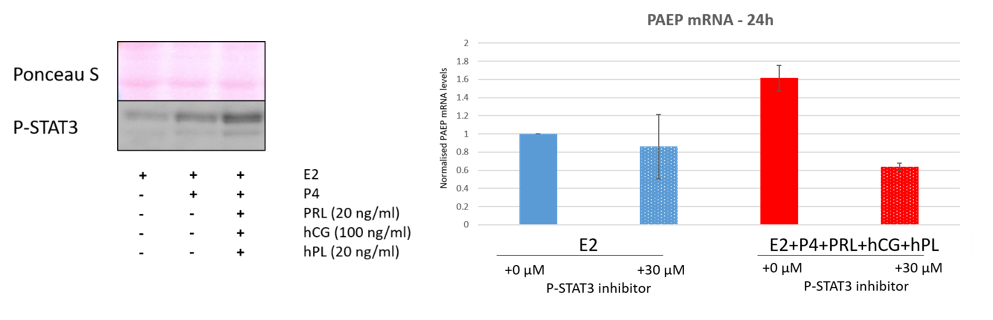 Ponceau S
P-STAT3
+ + + E2
- + + P4
- - + PRL (20 ng/ml)
- - + hCG (100 ng/ml)
- - + hPL (20 ng/ml)
PAEP mRNA - 24h
Normalised PAEP mRNA levels
2
1.8
1.6
1.4
1.2
1
0.8
0.6
0.4
0.2
0
E2
E2+P4+PRL+hCG+hPL
+0 µM
+30 µM
+0 µM
+30 µM
P-STAT3 inhibitor
P-STAT3 inhibitor